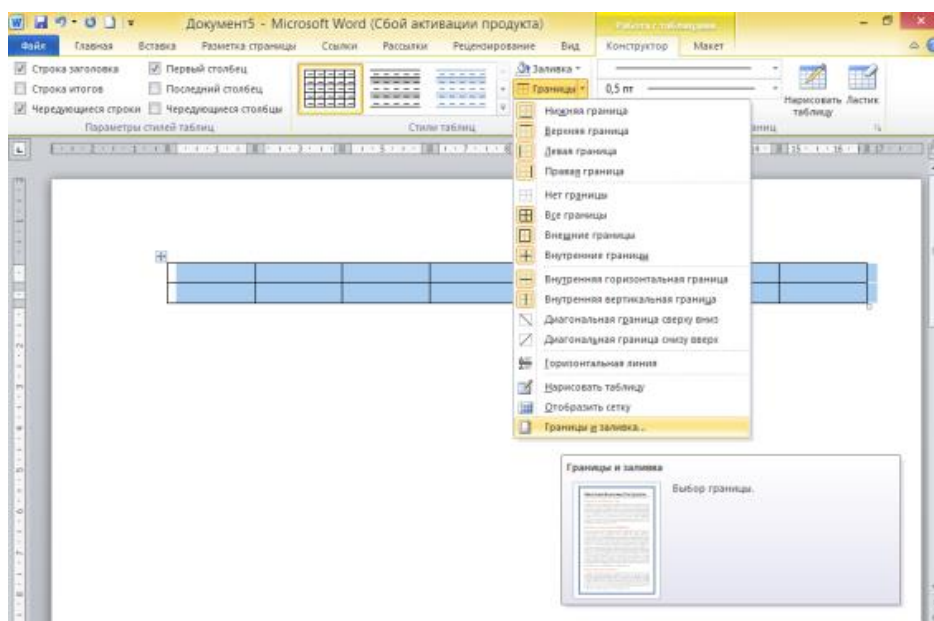 Документ5 - Microsoft Word (Сбой активации продукта)
Работа с таблицами
Файл Главная Вставка Разметка страницы Ссылки Рассылки Рецензирование Вид Конструктор Макет
Строка заголовка Первый столбец
Строка итогов Последний столбец
Чередующиеся строки Чередующиеся столбцы
Параметры стилей таблиц
Стили таблиц
Заливка
Границы
0,5 пт
Нарисовать таблицу
Ластик
Нижняя граница
Верхняя граница
Левая граница
Правая граница
Нет границы
Все границы
Внешние границы
Внутренние границы
Внутренняя горизонтальная граница
Внутренняя вертикальная граница
Диагональная граница сверху вниз
Диагональная граница снизу вверх
Горизонтальная линия
Нарисовать таблицу
Отобразить сетку
Границы и заливка...
Границы и заливка
Выбор границы.